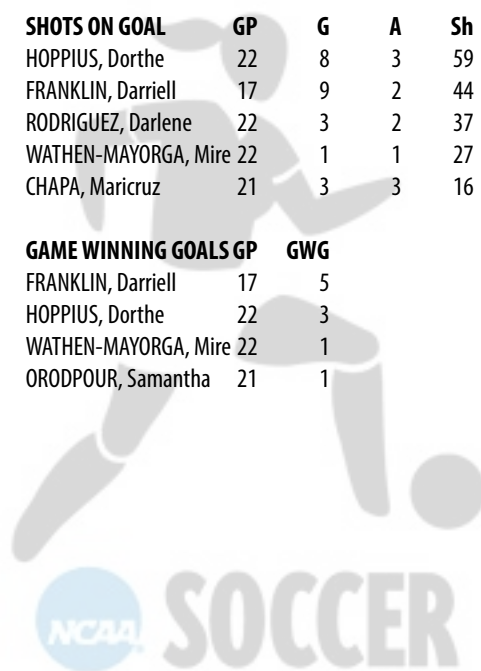 SHOTS ON GOAL GP G A Sh
HOPPIUS, Dorthe 22 8 3 59
FRANKLIN, Darriell 17 9 2 44
RODRIGUEZ, Darlene 22 3 2 37
WATHEN-MAYORGA, Mire 22 1 1 27
CHAPA, Maricruz 21 3 3 16
GAME WINNING GOALS GP GWG
FRANKLIN, Darriell 17 5
HOPPIUS, Dorthe 22 3
WATHEN-MAYORGA, Mire 22 1
ORODPOUR, Samantha 21 1
NCAA SOCCER